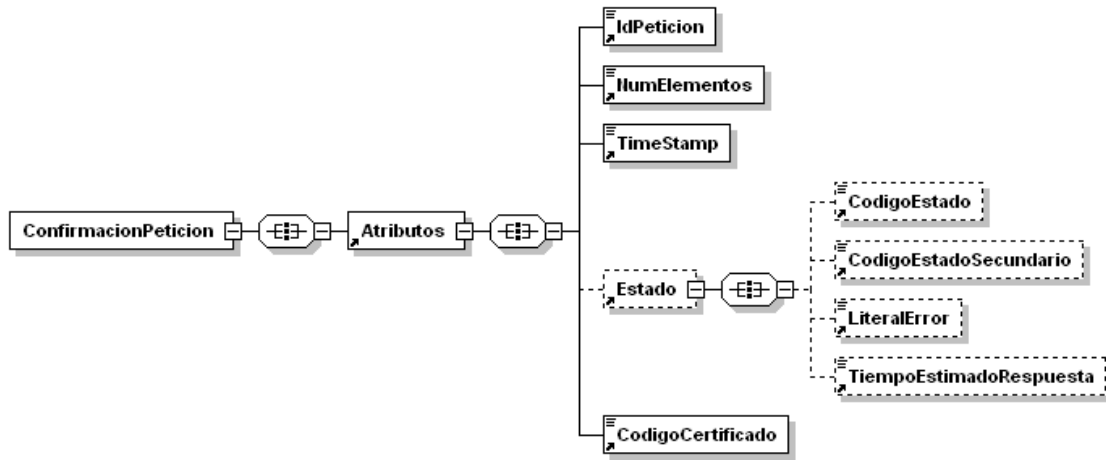 IdPeticion
NumElementos
TimeStamp
CodigoEstado
ConfirmacionPeticion
Atributos
CodigoEstadoSecundario
Estado
LiteralError
TiempoEstimadoRespuesta
CodigoCertificado